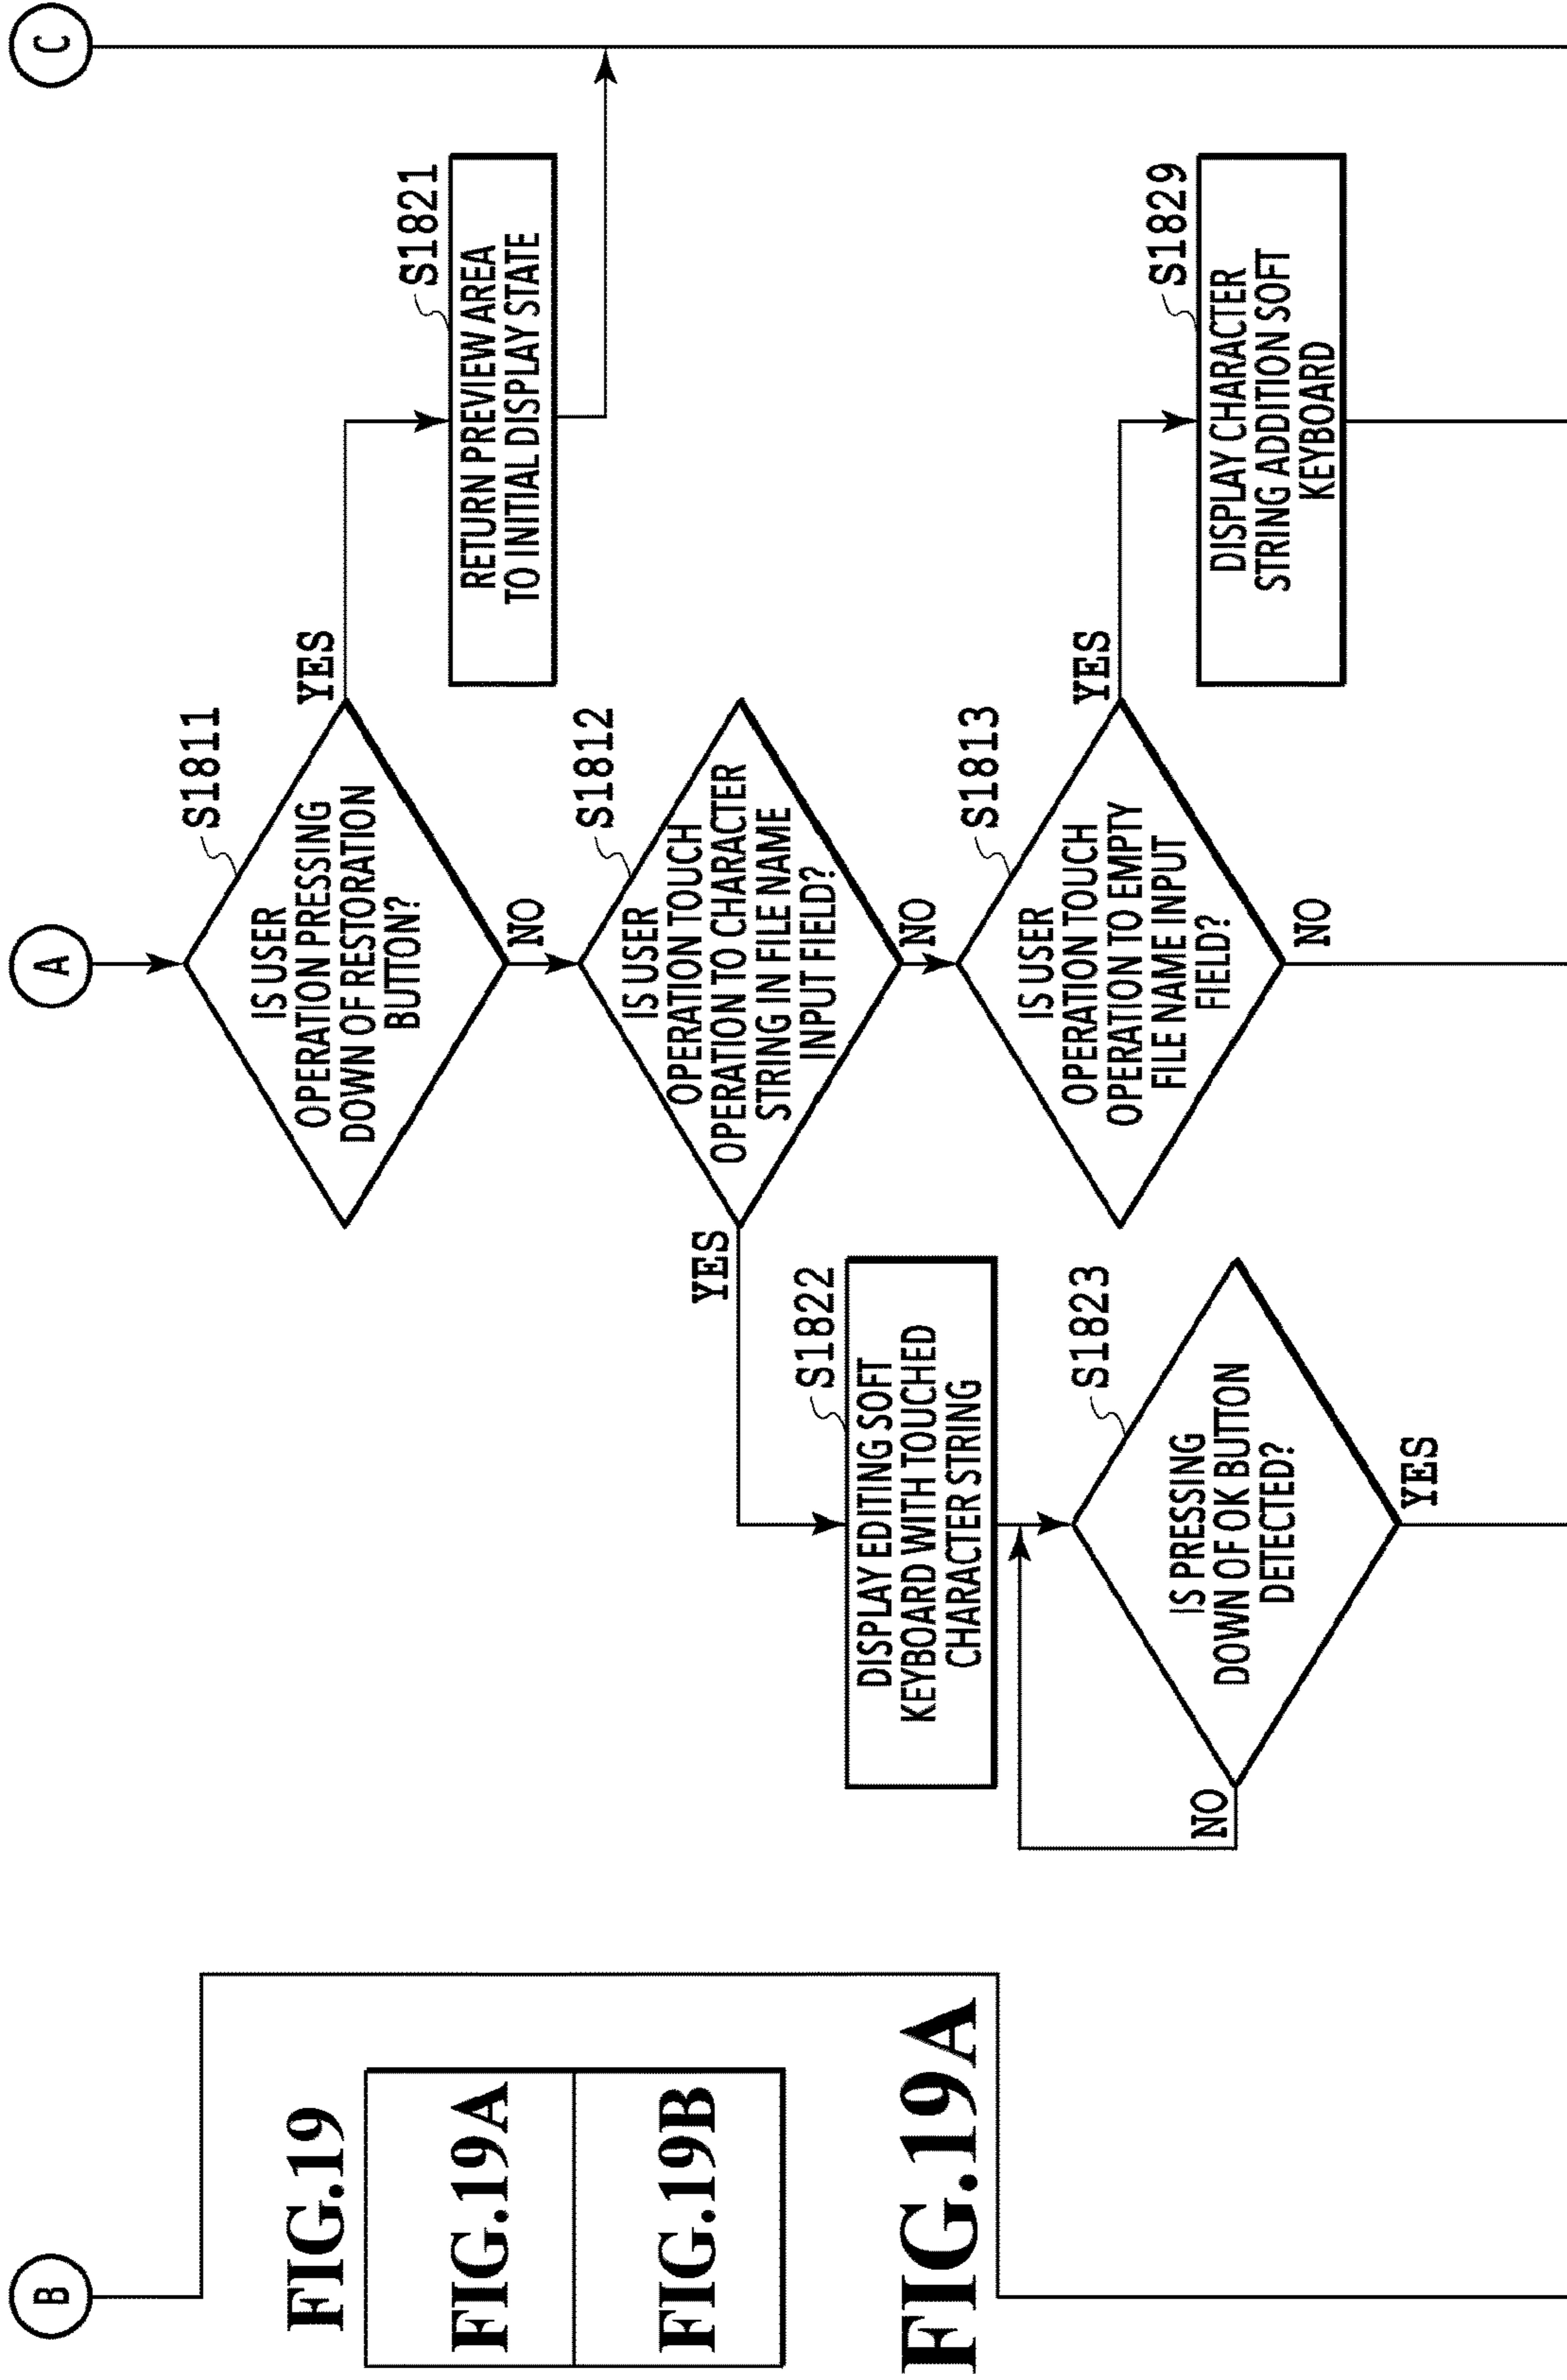 B
A
C
FIG.19
FIG.19A
FIG.19B
FIG.19A
S1811
IS USER
OPERATION PRESSING
DOWN OF RESTORATION
BUTTON?
YES
NO
S1821
RETURN PREVIEW AREA
TO INITIAL DISPLAY STATE
S1812
IS USER
OPERATION TOUCH
OPERATION TO CHARACTER
STRING IN FILE NAME
INPUT FIELD?
YES
NO
S1822
DISPLAY EDITING SOFT
KEYBOARD WITH TOUCHED
CHARACTER STRING
S1813
IS USER
OPERATION TOUCH
OPERATION TO EMPTY
FILE NAME INPUT
FIELD?
YES
NO
S1829
DISPLAY CHARACTER
STRING ADDITION SOFT
KEYBOARD
S1823
IS PRESSING
DOWN OF OK BUTTON
DETECTED?
NO
YES